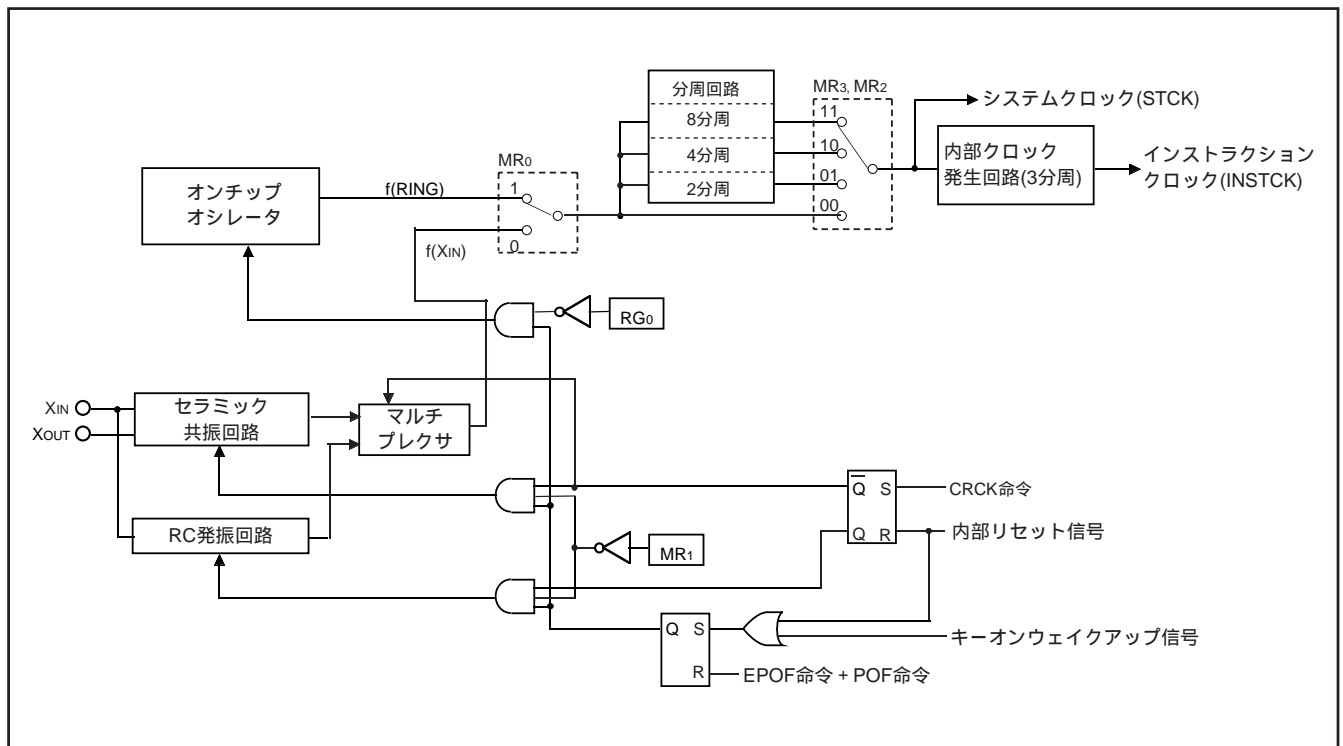 分周回路
8分周
4分周
2分周
MR3, MR2
11
10
01
00
システムクロック(STCK)
内部クロック
発生回路(3分周)
インストラクション
クロック(INSTCK)
オンチップ
オシレータ
f(RING)
MR0
1
0
f(XIN)
RG0
XIN
XOUT
セラミック
共振回路
マルチ
プレクサ
RC発振回路
MR1
Q S
Q R
CRCK命令
内部リセット信号
Q S
R
キーオンウェイクアップ信号
EPOF命令 + POF命令